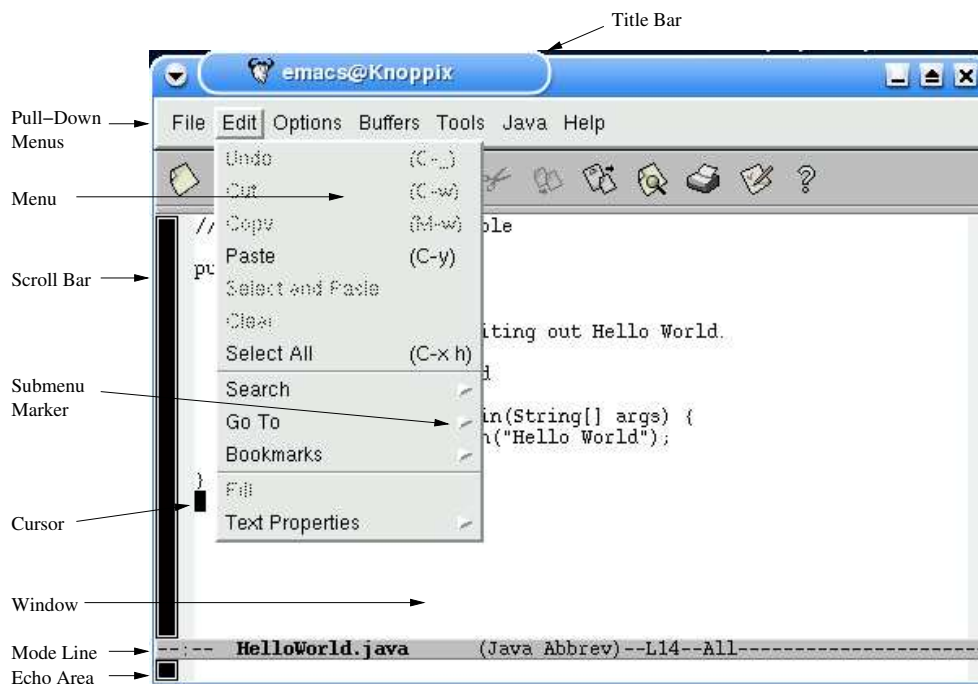 Title Bar
emacs@Knoppix
Pull-Down
Menus
File Edit Options Buffers Tools Java Help
Undo (C-_)
Menu
Cut (C-w)
// ole
Copy (M-w)
Paste (C-y)
pu
Scroll Bar
Select and Paste
Clear
iting out Hello World.
Select All (C-x h)
d
Submenu
Marker
Search
in(String[] args) {
Go To
n("Hello World");
Bookmarks
}
Fill
Cursor
Text Properties
Window
Mode Line
--:-- HelloWorld.java (Java Abbrev)--L14--All--------------------
Echo Area